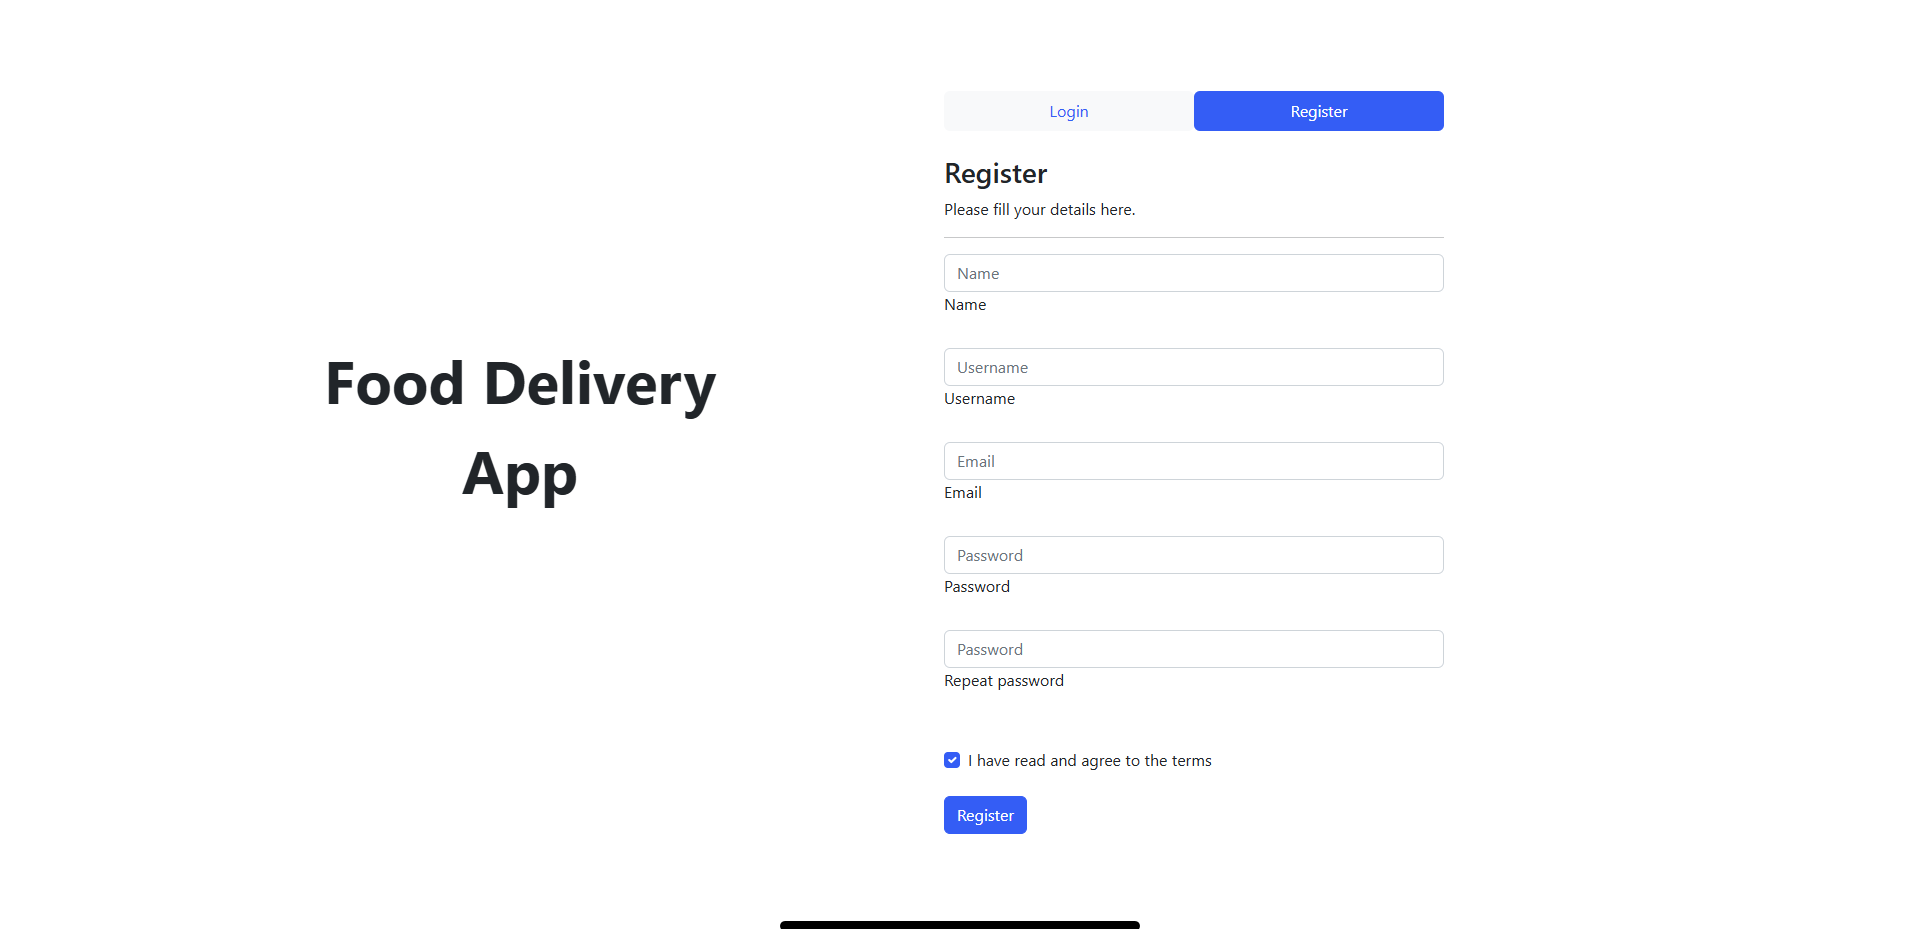 Food Delivery
App
Login
Register
Register
Please fill your details here.
Name
Name
Username
Username
Email
Email
Password
Password
Password
Repeat password
I have read and agree to the terms
Register